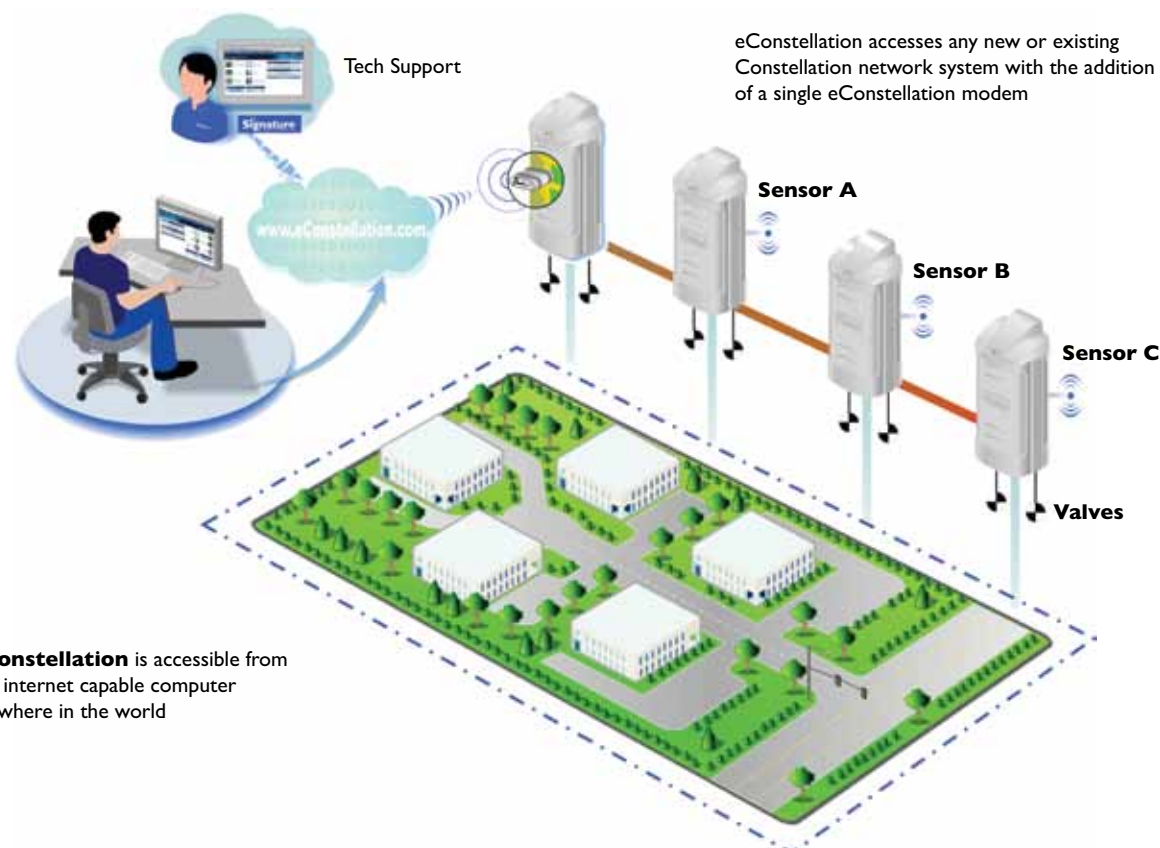 Tech Support
Signature
www.eConstellation.com
eConstellation accesses any new or existing
Constellation network system with the addition
of a single eConstellation modem
Sensor A
Sensor B
Sensor C
Valves
onstellation is accessible from
internet capable computer
where in the world